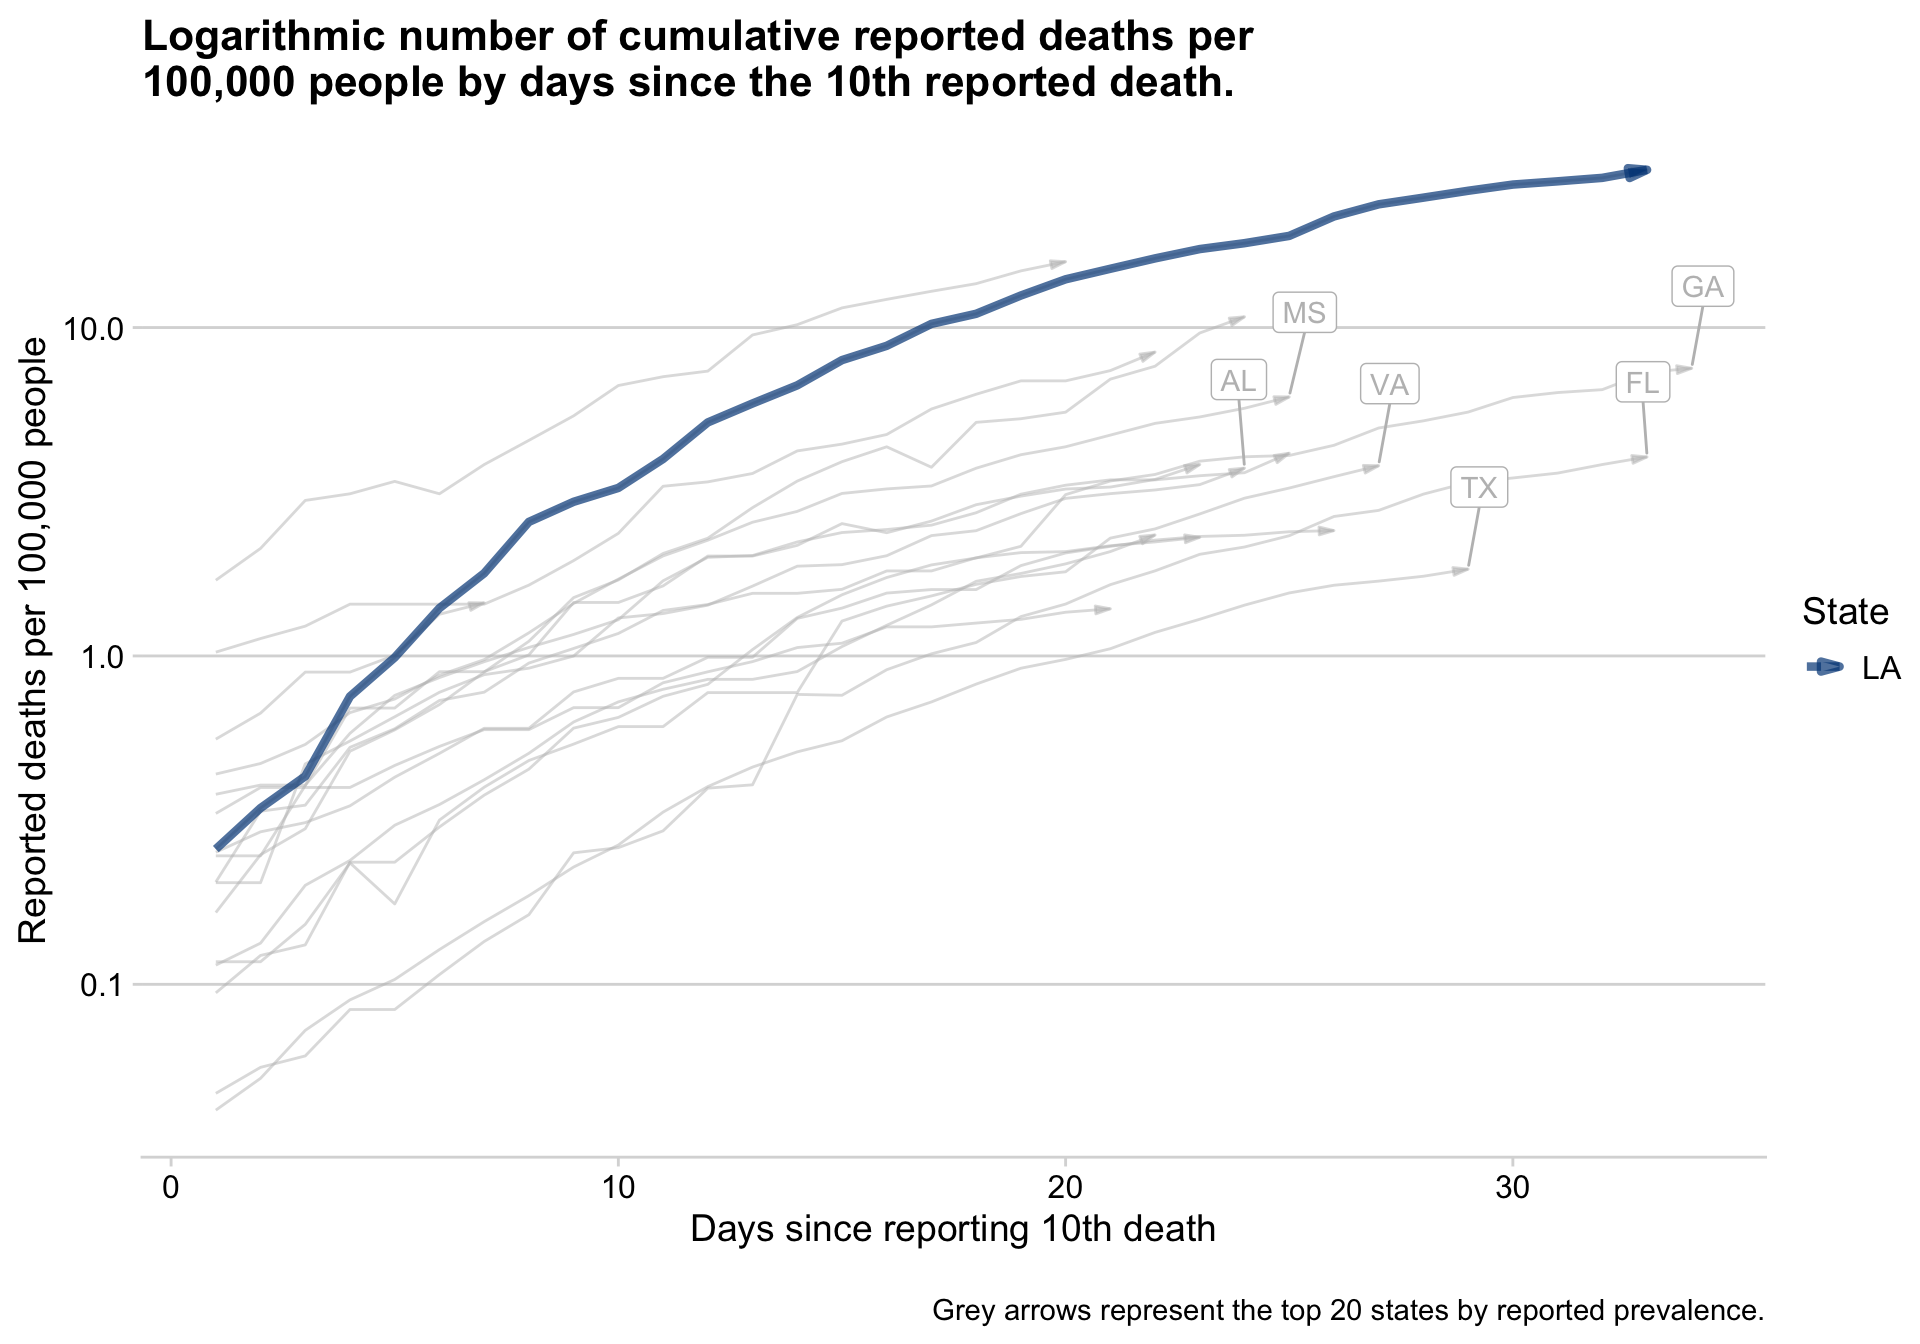 Logarithmic number of cumulative reported deaths per
100,000 people by days since the 10th reported death.
Reported deaths per 100,000 people
10.0
1.0
0.1
GA
MS
AL
VA
FL
TX
State
LA
0
10
20
30
Days since reporting 10th death
Grey arrows represent the top 20 states by reported prevalence.